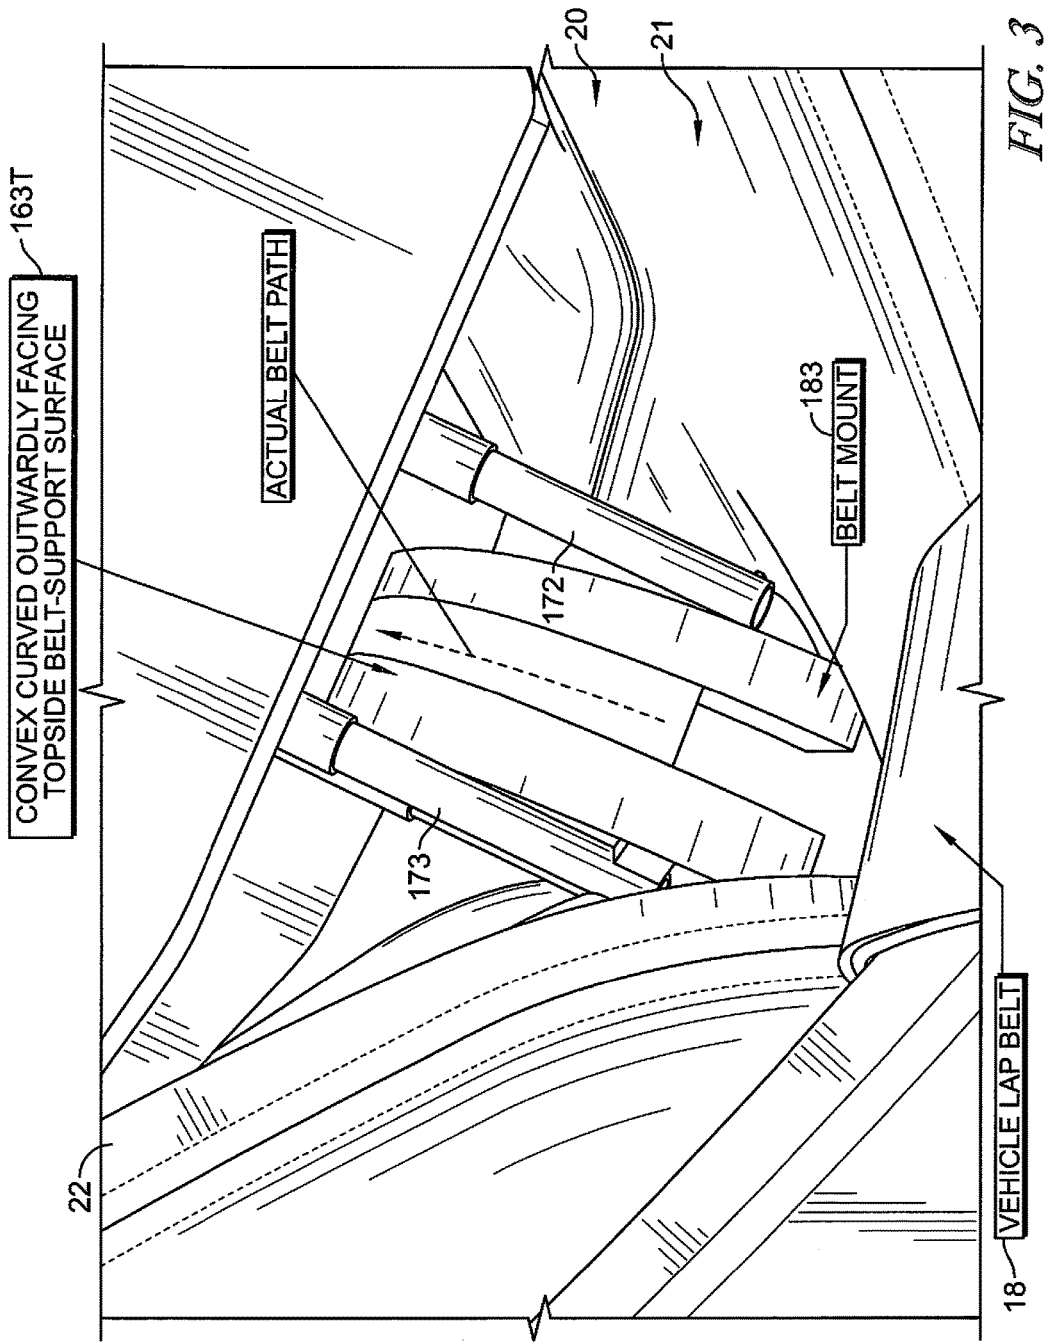 CONVEX CURVED OUTWARDLY FACING
TOPSIDE BELT-SUPPORT SURFACE
163T
ACTUAL BELT PATH
20
21
172
173
183
BELT MOUNT
22
18
VEHICLE LAP BELT
FIG. 3